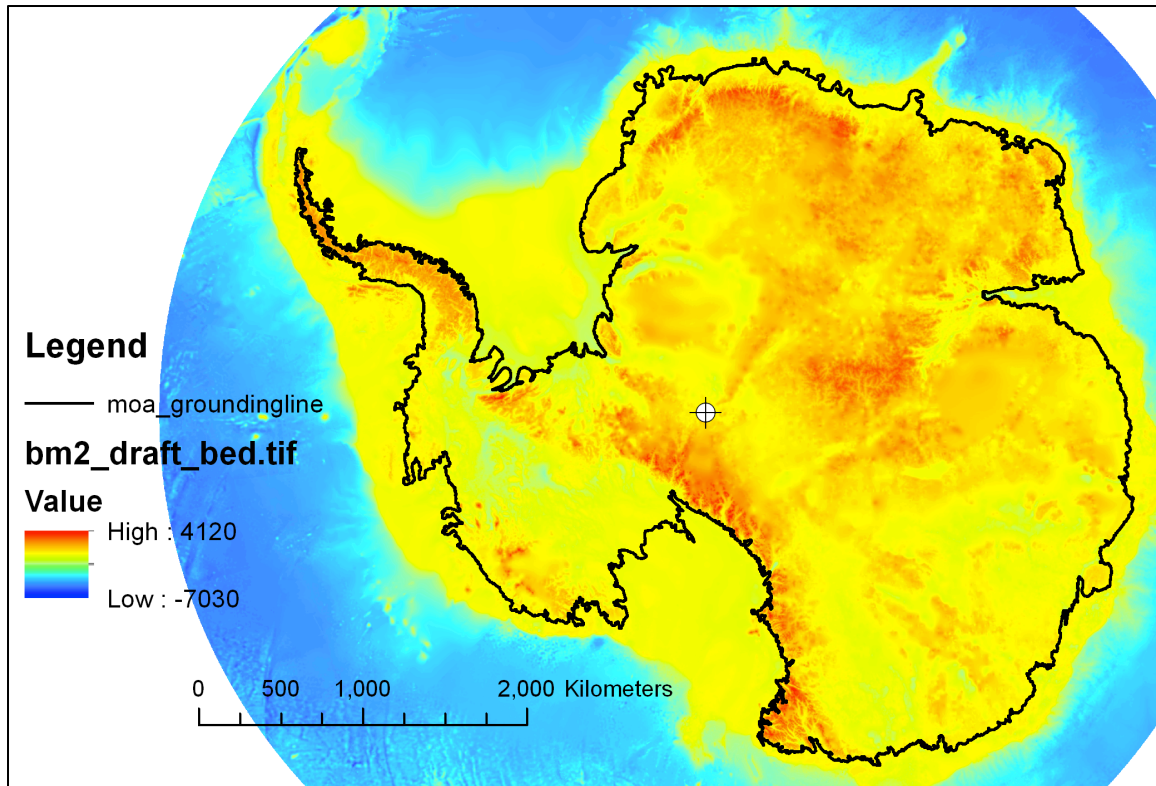 Legend
moa_groundingline
bm2_draft_bed.tif
Value
High : 4120
Low : -7030
0 500 1,000 2,000 Kilometers